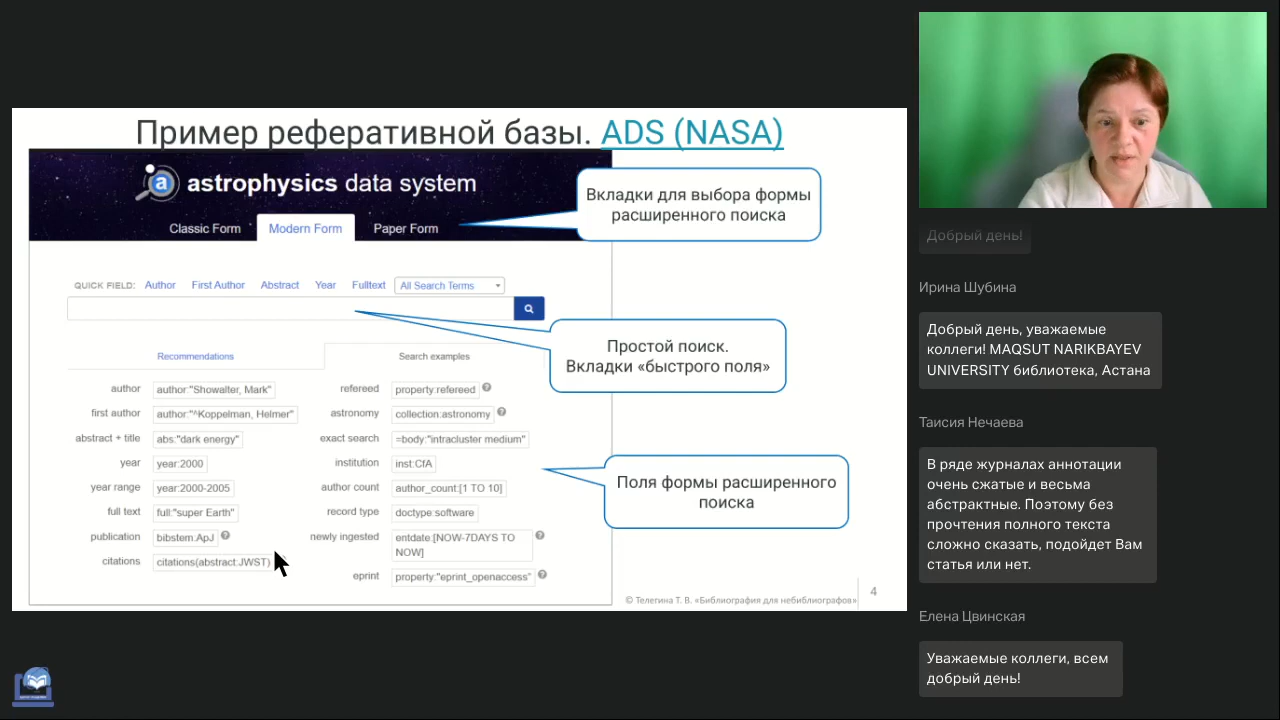 Пример реферативной базы. ADS (NASA)
astrophysics data system
Classic Form
Modern Form
Paper Form
Вкладки для выбора формы
расширенного поиска
QUICK FIELD: Author First Author Abstract Year Fulltext All Search Terms
Простой поиск.
Вкладки «быстрого поля»
Recommendations
Search examples
author author:"Showalter, Mark"
first author author:"^Koppelman, Helmer"
abstract + title abs:"dark energy"
year year:2000
year range year:2000-2005
full text full:"super Earth"
publication bibstem:ApJ
citations citations(abstract:JWST)
refereed property:refereed
astronomy collection:astronomy
exact search =body:"intracluster medium"
institution inst:CfA
author count author_count:[1 TO 10]
record type doctype:software
newly ingested entdate:[NOW-7DAYS TO
NOW]
eprint property:"eprint_openaccess"
Поля формы расширенного
поиска
© Телегина Т. В. «Библиография для небиблиографов»
4
Добрый день!
Ирина Шубина
Добрый день, уважаемые
коллеги! MAQSUT NARIKBAYEV
UNIVERSITY библиотека, Астана
Таисия Нечаева
В ряде журналах аннотации
очень сжатые и весьма
абстрактные. Поэтому без
прочтения полного текста
сложно сказать, подойдет Вам
статья или нет.
Елена Цвинская
Уважаемые коллеги, всем
добрый день!